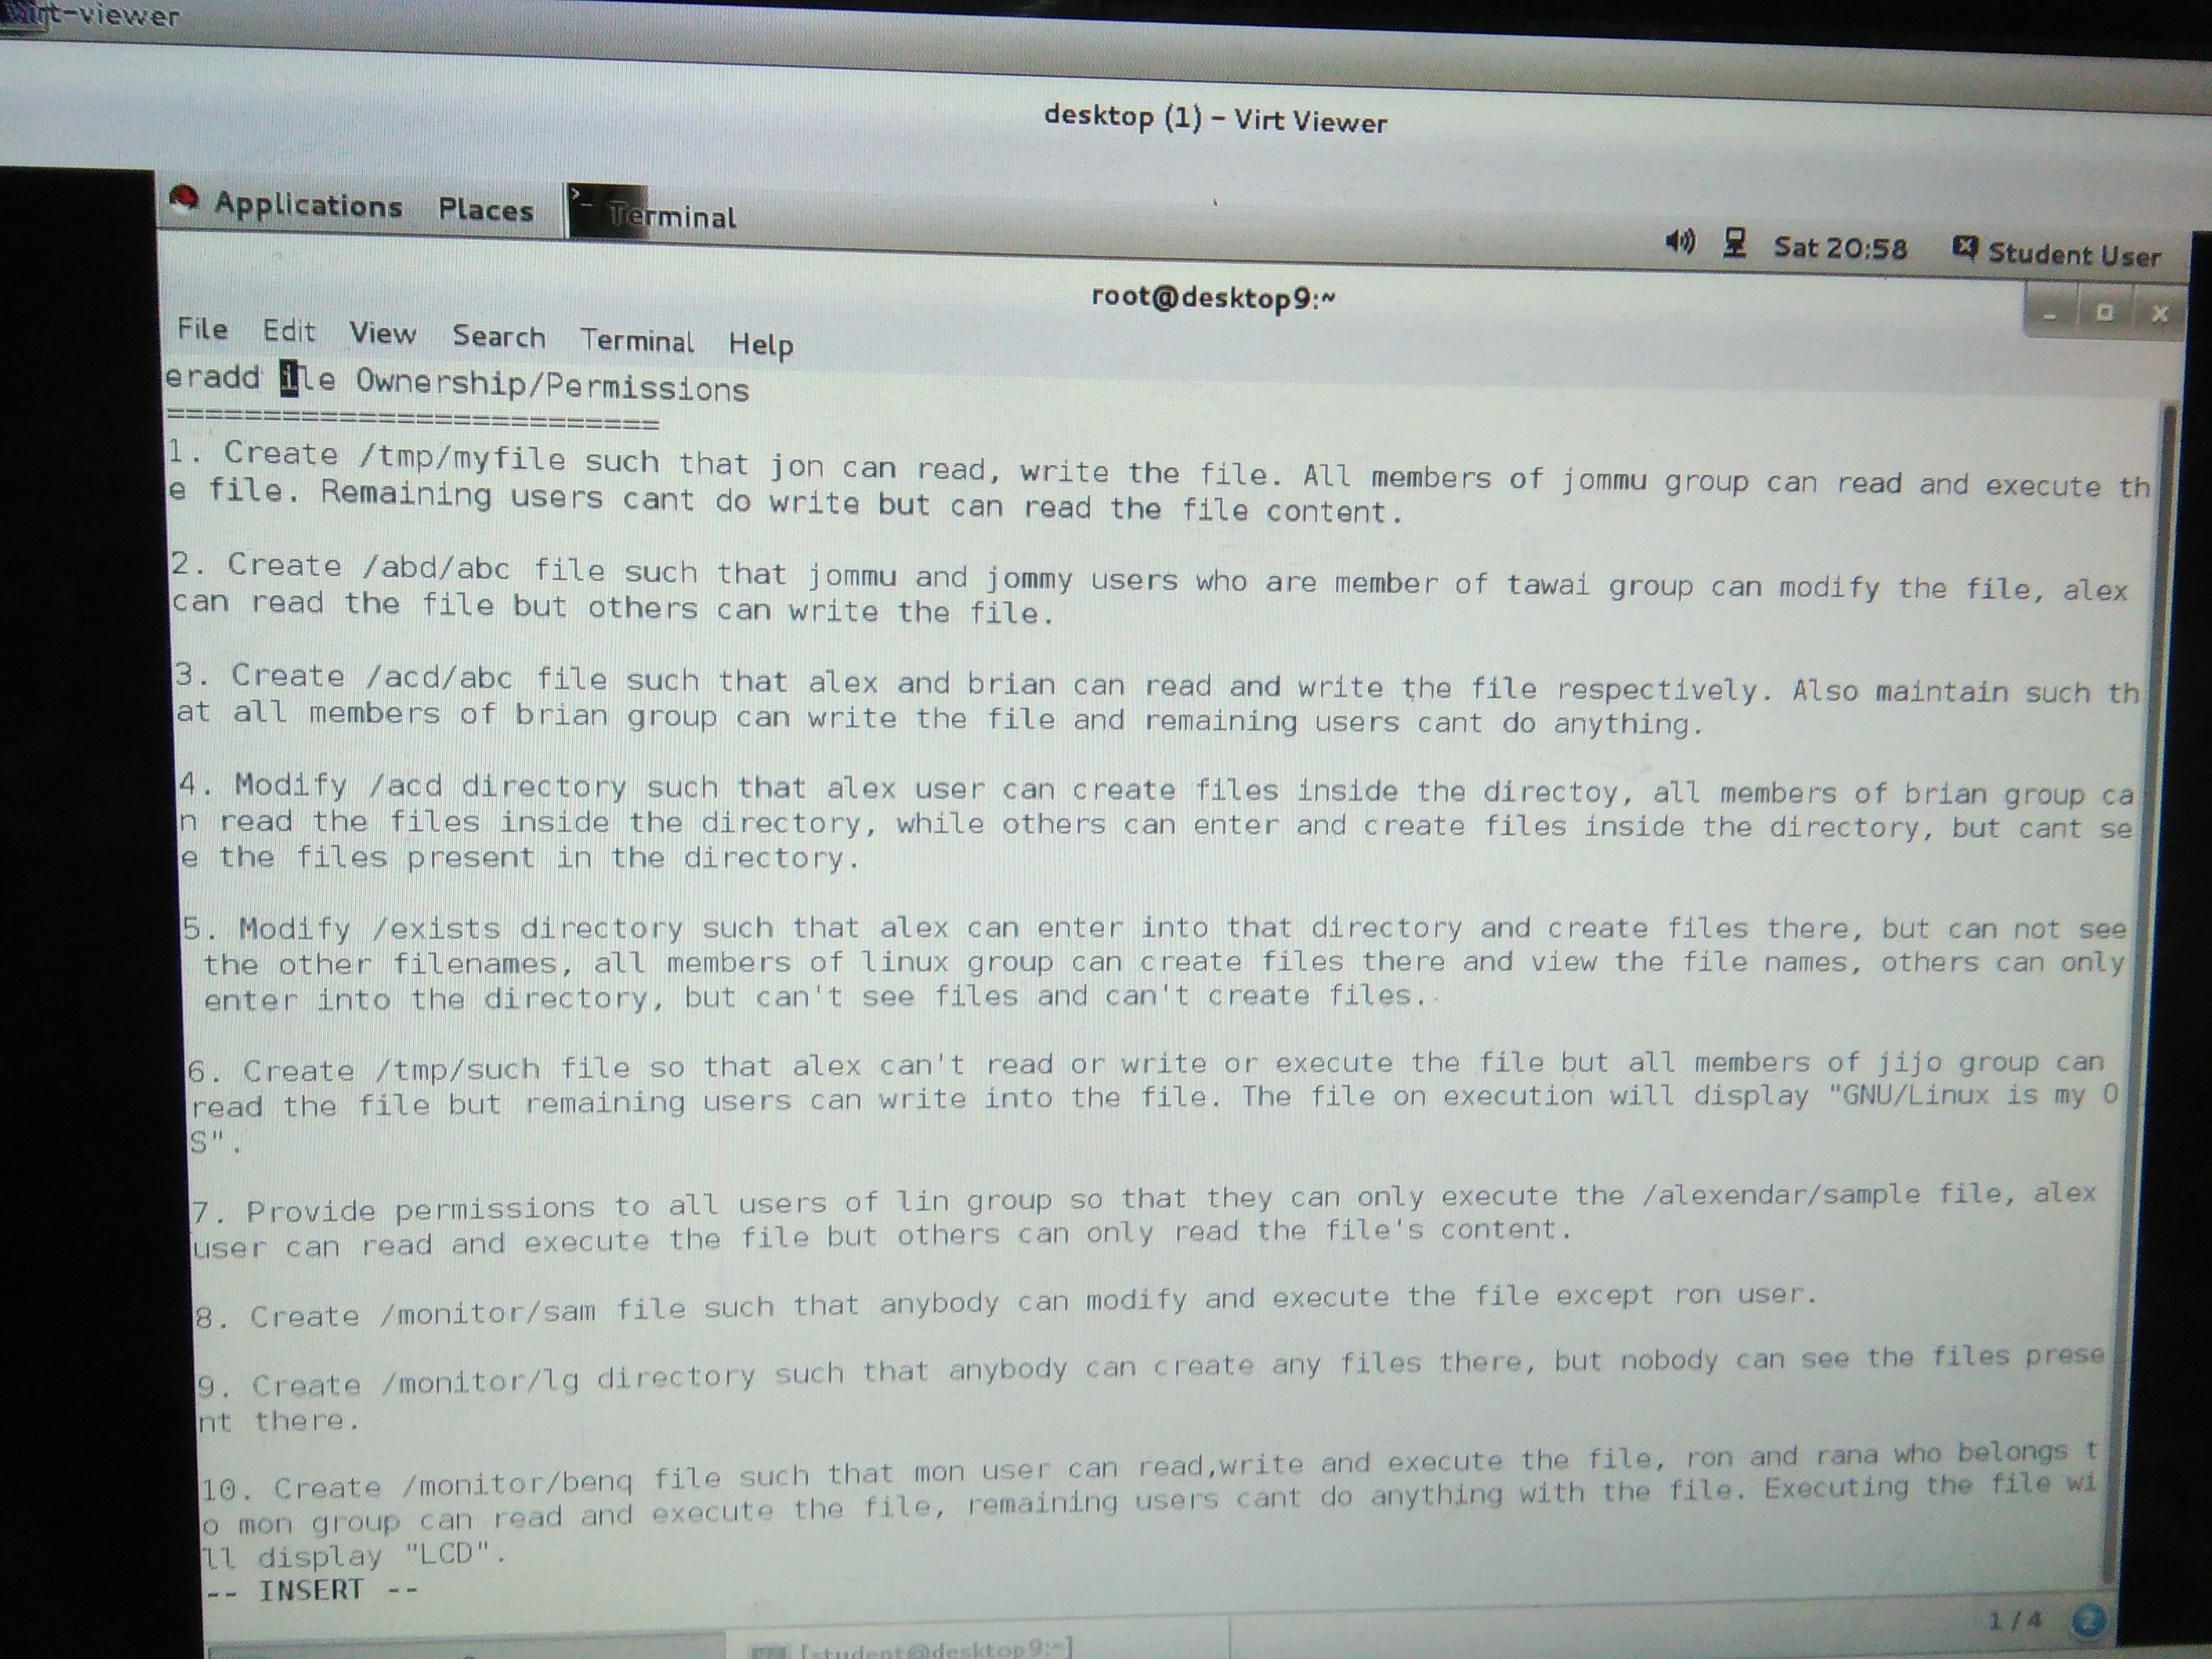 virt-viewer
desktop (1) – Virt Viewer
Applications Places Terminal Sat 20:58 Student User
root@desktop9:~
File Edit View Search Terminal Help
eradd ile Ownership/Permissions
==========================
1. Create /tmp/myfile such that jon can read, write the file. All members of jommu group can read and execute th
e file. Remaining users cant do write but can read the file content.
2. Create /abd/abc file such that jommu and jommy users who are member of tawai group can modify the file, alex
can read the file but others can write the file.
3. Create /acd/abc file such that alex and brian can read and write the file respectively. Also maintain such th
at all members of brian group can write the file and remaining users cant do anything.
4. Modify /acd directory such that alex user can create files inside the directoy, all members of brian group ca
n read the files inside the directory, while others can enter and create files inside the directory, but cant se
e the files present in the directory.
5. Modify /exists directory such that alex can enter into that directory and create files there, but can not see
the other filenames, all members of linux group can create files there and view the file names, others can only
enter into the directory, but can't see files and can't create files.
6. Create /tmp/such file so that alex can't read or write or execute the file but all members of jijo group can
read the file but remaining users can write into the file. The file on execution will display "GNU/Linux is my O
S".
7. Provide permissions to all users of lin group so that they can only execute the /alexendar/sample file, alex
user can read and execute the file but others can only read the file's content.
8. Create /monitor/sam file such that anybody can modify and execute the file except ron user.
9. Create /monitor/lg directory such that anybody can create any files there, but nobody can see the files prese
nt there.
10. Create /monitor/benq file such that mon user can read,write and execute the file, ron and rana who belongs t
o mon group can read and execute the file, remaining users cant do anything with the file. Executing the file wi
ll display "LCD".
-- INSERT --
1 / 4 2
[student@desktop9:~]